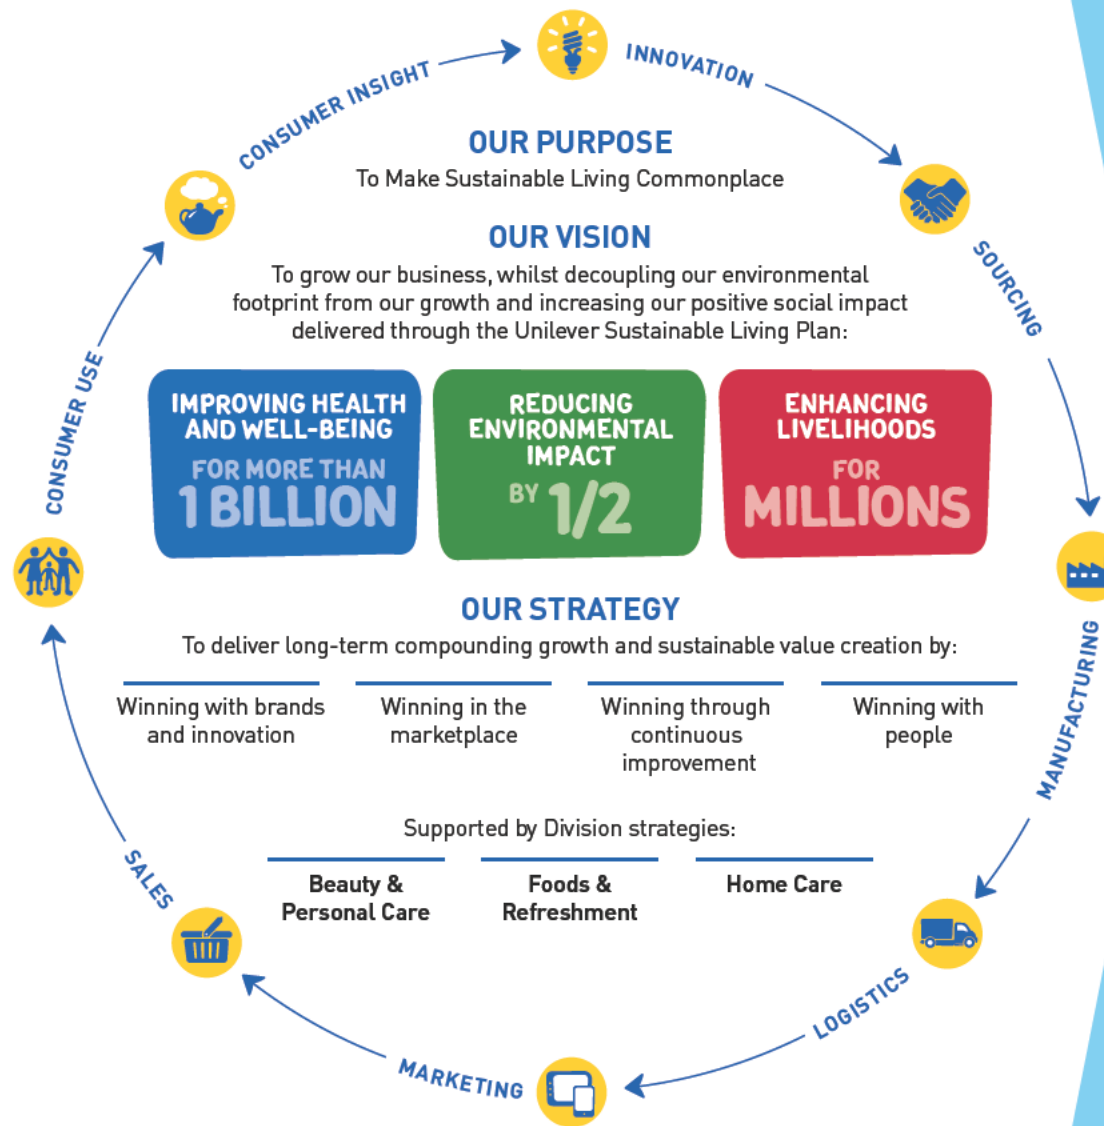 CONSUMER INSIGHT
INNOVATION
SOURCING
MANUFACTURING
LOGISTICS
MARKETING
SALES
CONSUMER USE
OUR PURPOSE
To Make Sustainable Living Commonplace
OUR VISION
To grow our business, whilst decoupling our environmental
footprint from our growth and increasing our positive social impact
delivered through the Unilever Sustainable Living Plan:
IMPROVING HEALTH
AND WELL-BEING
FOR MORE THAN
1 BILLION
REDUCING
ENVIRONMENTAL
IMPACT
BY 1/2
ENHANCING
LIVELIHOODS
FOR
MILLIONS
OUR STRATEGY
To deliver long-term compounding growth and sustainable value creation by:
Winning with brands
and innovation
Winning in the
marketplace
Winning through
continuous
improvement
Winning with
people
Supported by Division strategies:
Beauty &
Personal Care
Foods &
Refreshment
Home Care